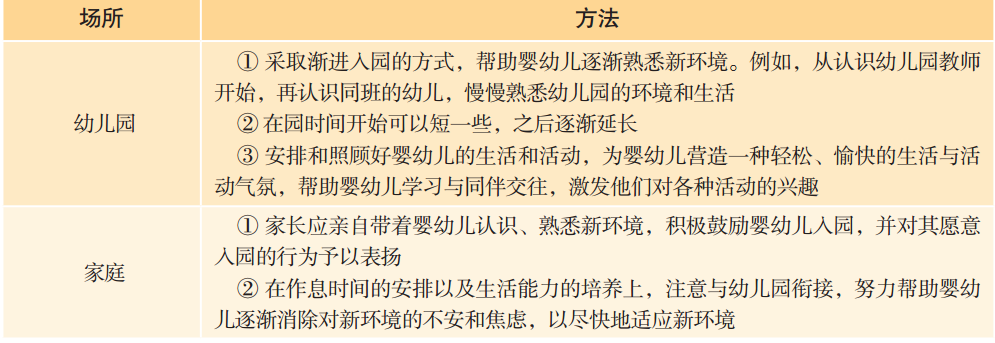 场所 方法
幼儿园
① 采取渐进入园的方式，帮助婴幼儿逐渐熟悉新环境。例如，从认识幼儿园教师
开始，再认识同班的幼儿，慢慢熟悉幼儿园的环境和生活
② 在园时间开始可以短一些，之后逐渐延长
③ 安排和照顾好婴幼儿的生活和活动，为婴幼儿营造一种轻松、愉快的生活与活
动气氛，帮助婴幼儿学习与同伴交往，激发他们对各种活动的兴趣
家庭
① 家长应亲自带着婴幼儿认识、熟悉新环境，积极鼓励婴幼儿入园，并对其愿意
入园的行为予以表扬
② 在作息时间的安排以及生活能力的培养上，注意与幼儿园衔接，努力帮助婴幼
儿逐渐消除对新环境的不安和焦虑，以尽快地适应新环境